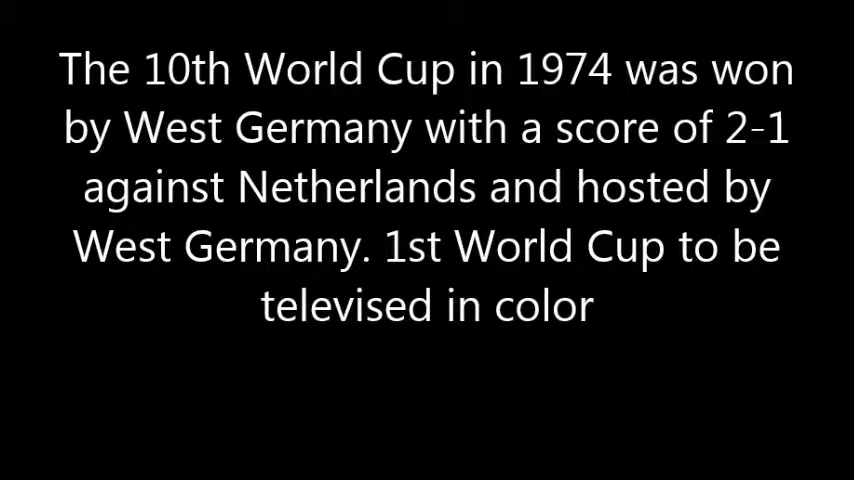 The 10th World Cup in 1974 was won
by West Germany with a score of 2-1
against Netherlands and hosted by
West Germany. 1st World Cup to be
televised in color